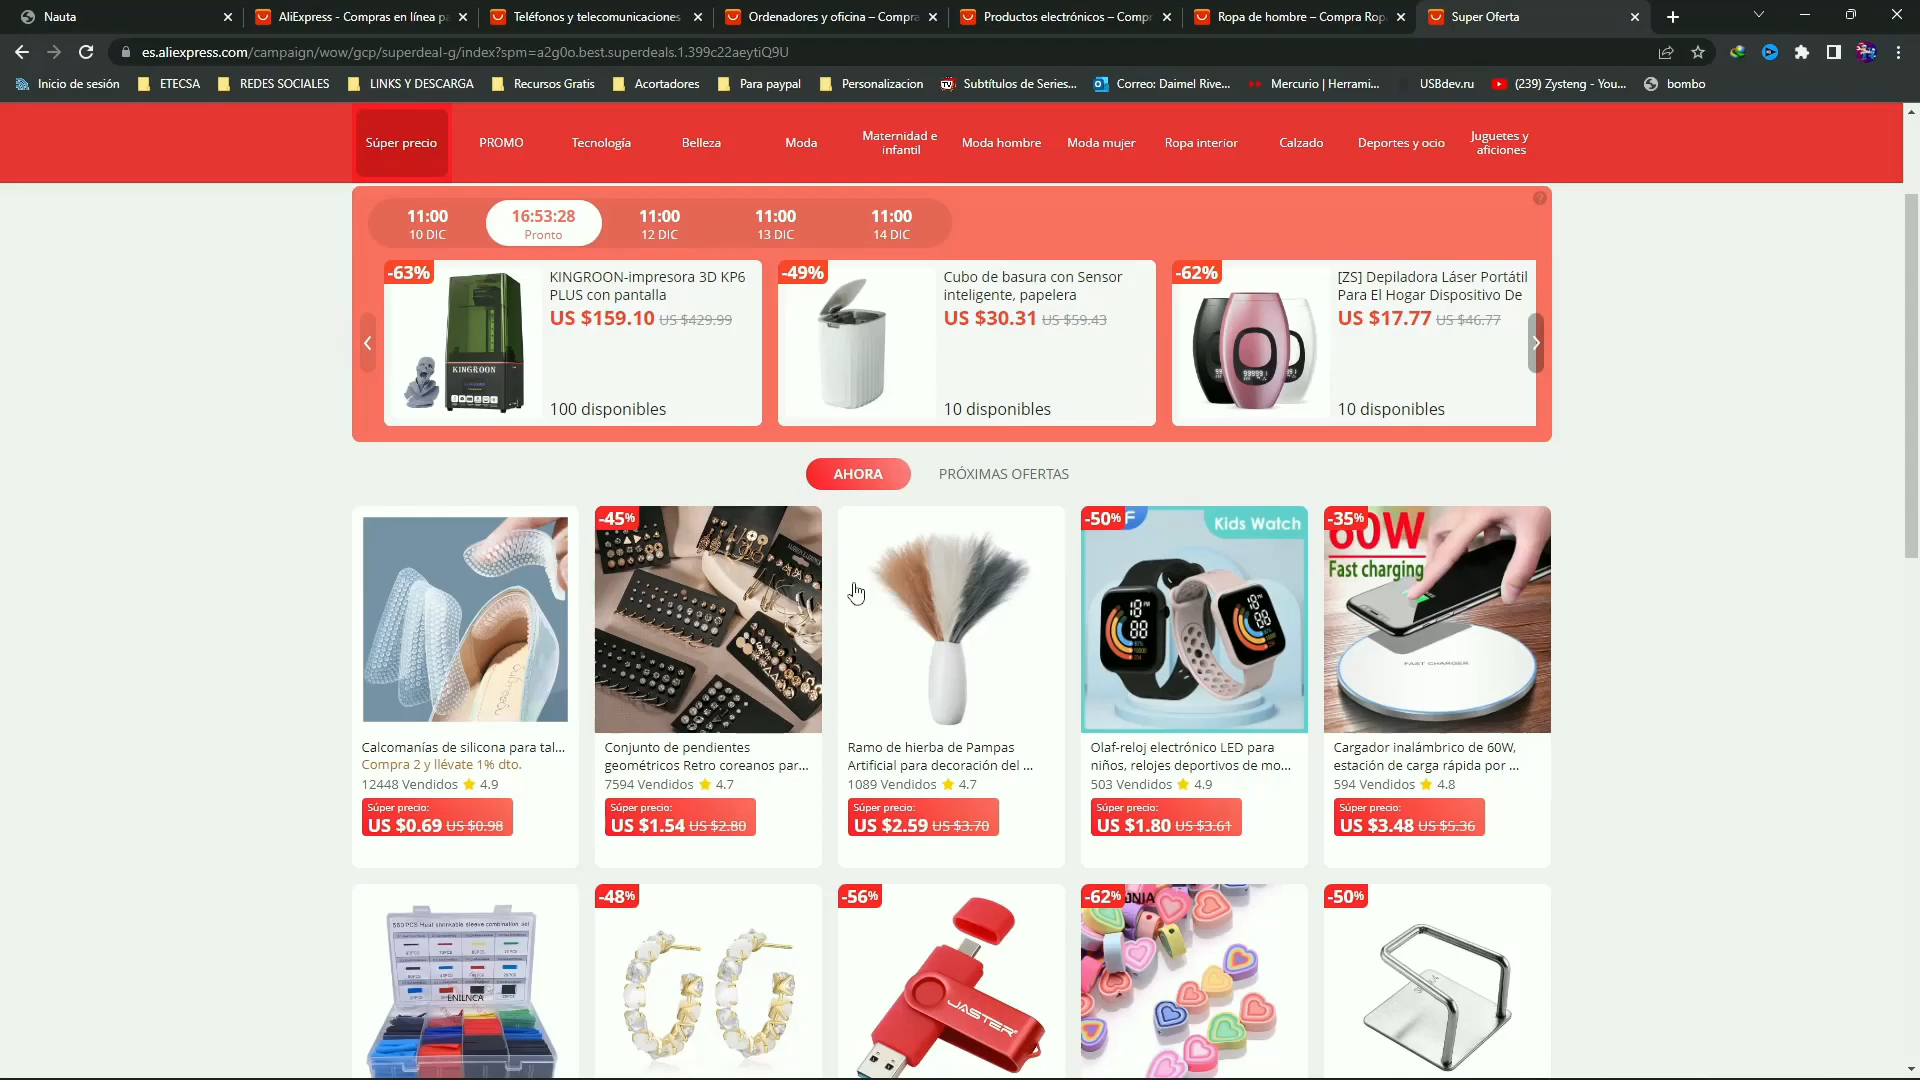 Nauta
AliExpress - Compras en línea pa
Teléfonos y telecomunicaciones
Ordenadores y oficina – Compra
Productos electrónicos – Compr
Ropa de hombre – Compra Rop
Super Oferta
es.aliexpress.com/campaign/wow/gcp/superdeal-g/index?spm=a2g0o.best.superdeals.1.399c22aeytiQ9U
Inicio de sesión
ETECSA
REDES SOCIALES
LINKS Y DESCARGA
Recursos Gratis
Acortadores
Para paypal
Personalizacion
Subtítulos de Series...
Correo: Daimel Rive...
Mercurio | Herrami...
USBdev.ru
(239) Zysteng - You...
bombo
Súper precio
PROMO
Tecnología
Belleza
Moda
Maternidad e
infantil
Moda hombre
Moda mujer
Ropa interior
Calzado
Deportes y ocio
Juguetes y
aficiones
11:00
10 DIC
16:53:28
Pronto
11:00
12 DIC
11:00
13 DIC
11:00
14 DIC
-63%
KINGROON
KINGROON-impresora 3D KP6
PLUS con pantalla
US $159.10 US $429.99
100 disponibles
-49%
Cubo de basura con Sensor
inteligente, papelera
US $30.31 US $59.43
10 disponibles
-62%
[ZS] Depiladora Láser Portátil
Para El Hogar Dispositivo De
US $17.77 US $46.77
10 disponibles
AHORA
PRÓXIMAS OFERTAS
Calcomanías de silicona para tal...
Compra 2 y llévate 1% dto.
12448 Vendidos 4.9
Súper precio:
US $0.69 US $0.98
-45%
Conjunto de pendientes
geométricos Retro coreanos par...
7594 Vendidos 4.7
Súper precio:
US $1.54 US $2.80
Ramo de hierba de Pampas
Artificial para decoración del ...
1089 Vendidos 4.7
Súper precio:
US $2.59 US $3.70
-50%
Kids Watch
Olaf-reloj electrónico LED para
niños, relojes deportivos de mo...
503 Vendidos 4.9
Súper precio:
US $1.80 US $3.61
-35%
60W
Fast charging
FAST CHARGER
Cargador inalámbrico de 60W,
estación de carga rápida por ...
594 Vendidos 4.8
Súper precio:
US $3.48 US $5.36
ENILNCA
-48%
-56%
JASTER
-62%
-50%